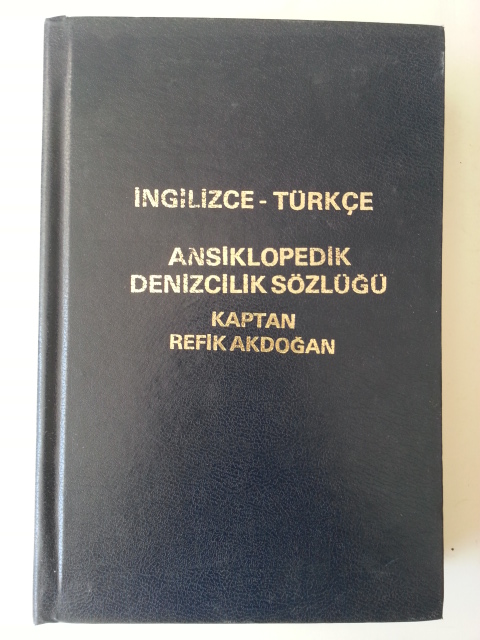 İNGİLİZCE - TÜRKÇE
ANSİKLOPEDİK
DENİZCİLİK SÖZLÜĞÜ
KAPTAN
REFİK AKDOĞAN